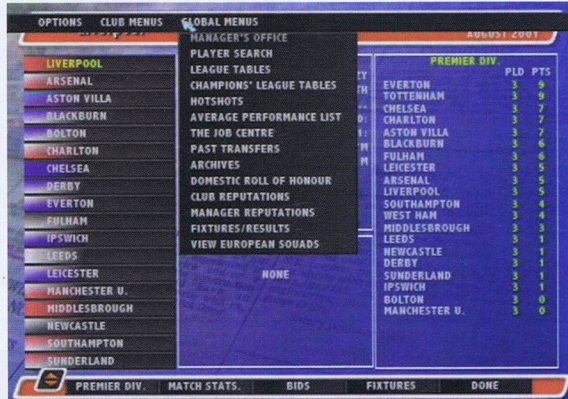 OPTIONS CLUB MENUS GLOBAL MENUS
AUGUST 2001
LIVERPOOL
ARSENAL
ASTON VILLA
BLACKBURN
BOLTON
CHARLTON
CHELSEA
DERBY
EVERTON
FULHAM
IPSWICH
LEEDS
LEICESTER
MANCHESTER U.
MIDDLESBROUGH
NEWCASTLE
SOUTHAMPTON
SUNDERLAND
MANAGER'S OFFICE
PLAYER SEARCH
LEAGUE TABLES
CHAMPIONS' LEAGUE TABLES
HOTSHOTS
AVERAGE PERFORMANCE LIST
THE JOB CENTRE
PAST TRANSFERS
ARCHIVES
DOMESTIC ROLL OF HONOUR
CLUB REPUTATIONS
MANAGER REPUTATIONS
FIXTURES/RESULTS
VIEW EUROPEAN SQUADS
NONE
PREMIER DIV.
PLD PTS
EVERTON 3 9
TOTTENHAM 3 9
CHELSEA 3 7
CHARLTON 3 7
ASTON VILLA 3 7
BLACKBURN 3 6
FULHAM 3 6
LEICESTER 3 5
ARSENAL 3 5
LIVERPOOL 3 5
SOUTHAMPTON 3 4
WEST HAM 3 4
MIDDLESBROUGH 3 3
LEEDS 3 1
NEWCASTLE 3 1
DERBY 3 1
SUNDERLAND 3 1
IPSWICH 3 1
BOLTON 3 0
MANCHESTER U. 3 0
PREMIER DIV. MATCH STATS. BIDS FIXTURES DONE